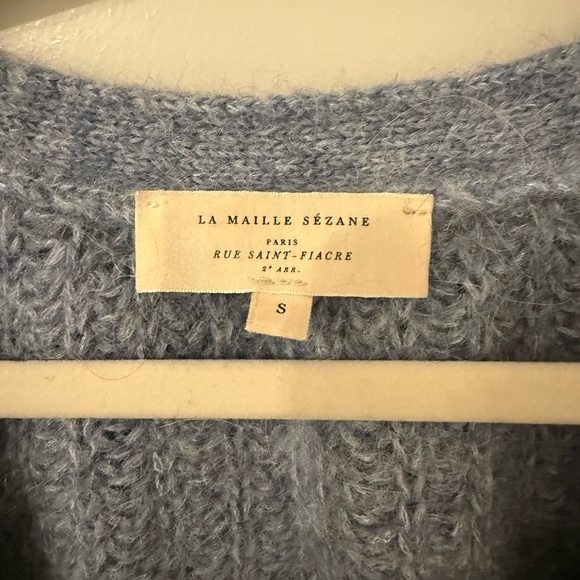 LA MAILLE SÉZANE
PARIS
RUE SAINT-FIACRE
2ᵉ ARR.
S